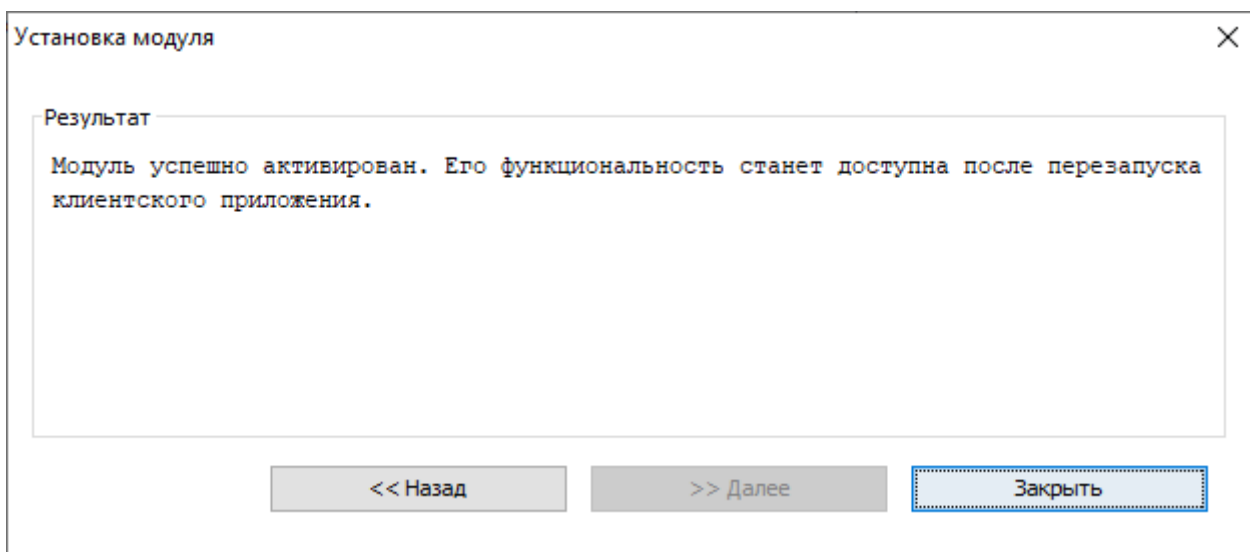 Установка модуля
Результат
Модуль успешно активирован. Его функциональность станет доступна после перезапуска
клиентского приложения.
<< Назад
>> Далее
Закрыть